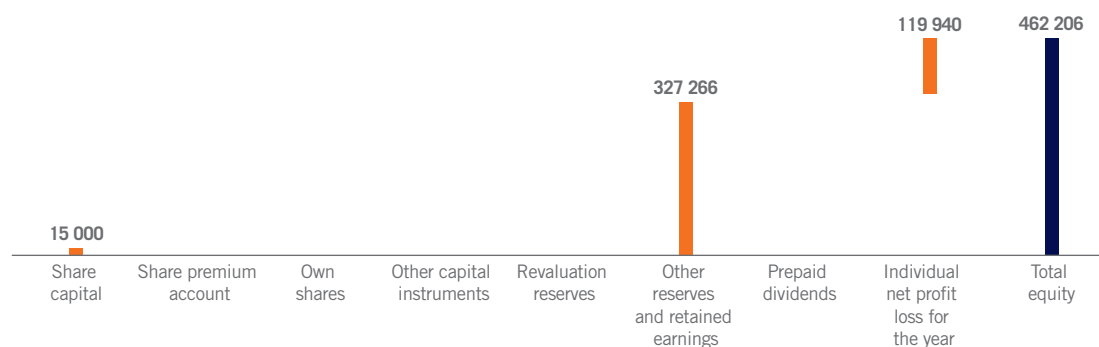 119 940
462 206
327 266
15 000
Share
capital
Share premium
account
Own
shares
Other capital
instruments
Revaluation
reserves
Other
reserves
and retained
earnings
Prepaid
dividends
Individual
net profit
loss for
the year
Total
equity